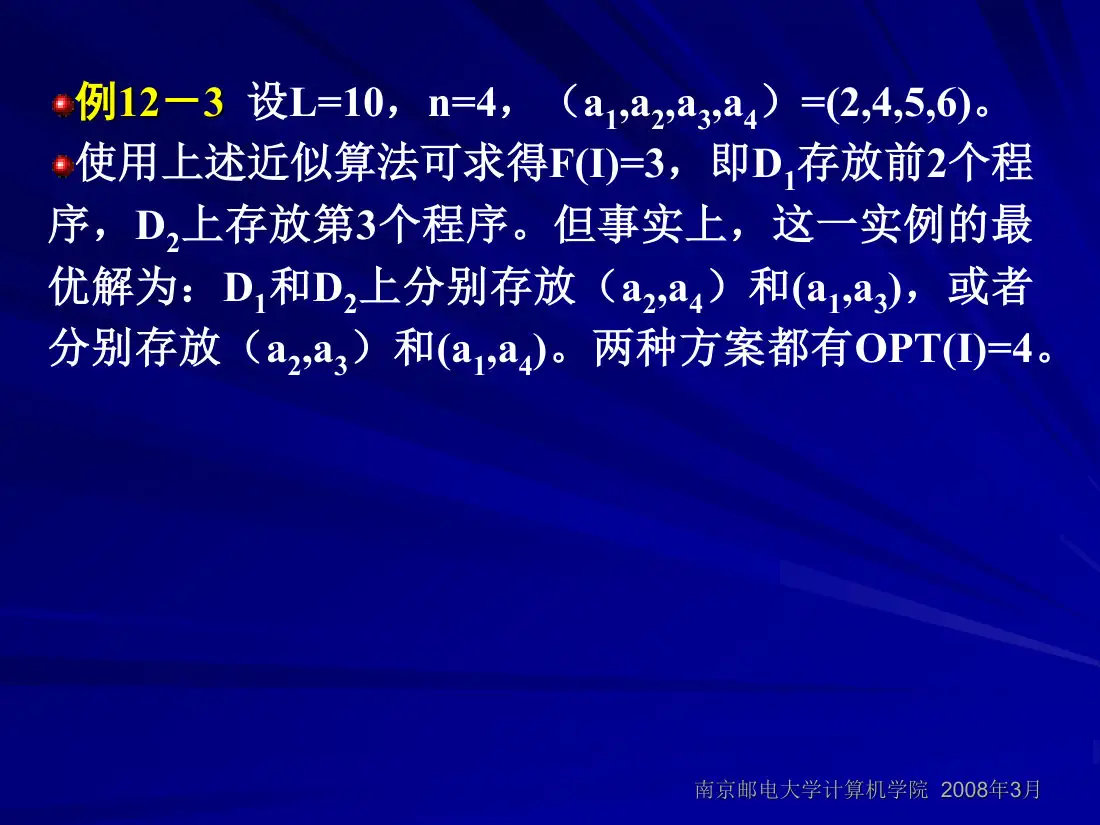 例12－3 设L=10，n=4，（a1,a2,a3,a4）=(2,4,5,6)。
使用上述近似算法可求得F(I)=3，即D1存放前2个程
序，D2上存放第3个程序。但事实上，这一实例的最
优解为：D1和D2上分别存放（a2,a4）和(a1,a3)，或者
分别存放（a2,a3）和(a1,a4)。两种方案都有OPT(I)=4。
南京邮电大学计算机学院 2008年3月